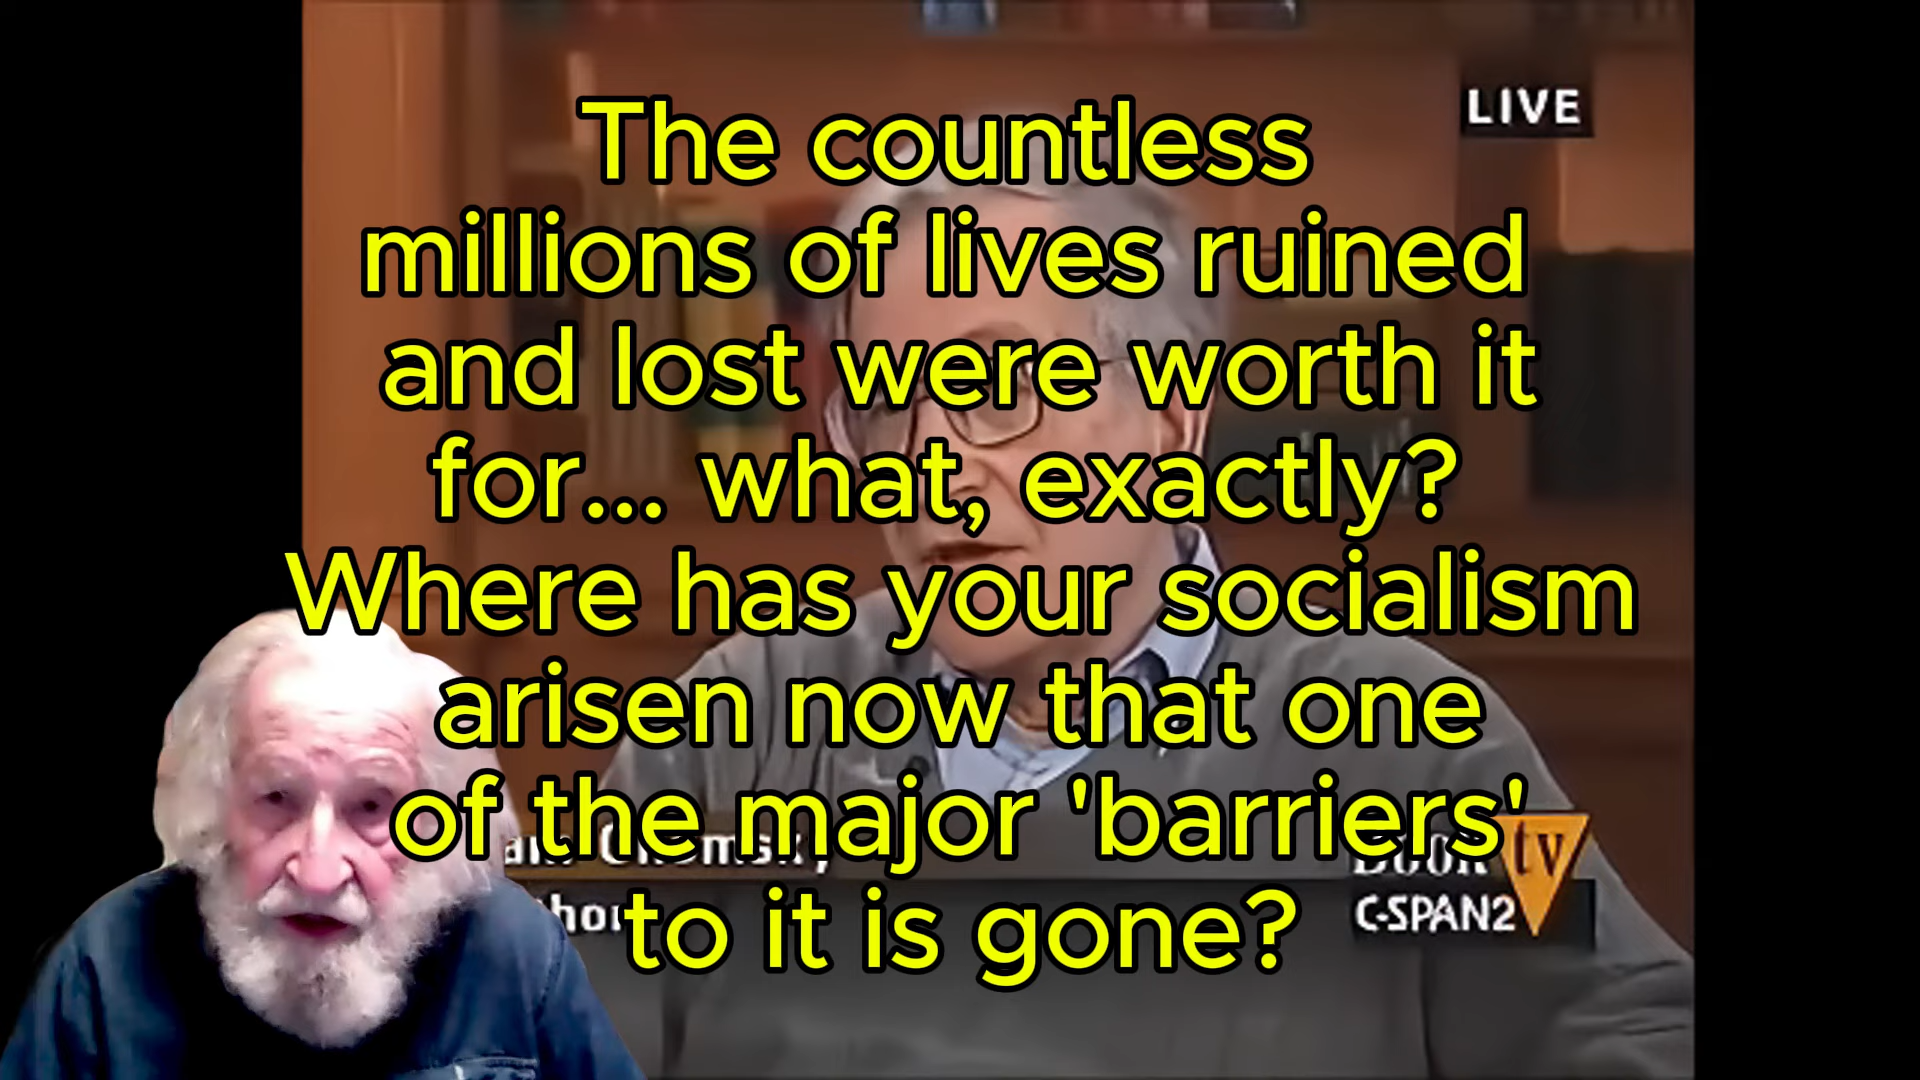 LIVE
The countless
millions of lives ruined
and lost were worth it
for... what, exactly?
Where has your socialism
arisen now that one
of the major 'barriers'
to it is gone?
tv
C-SPAN2